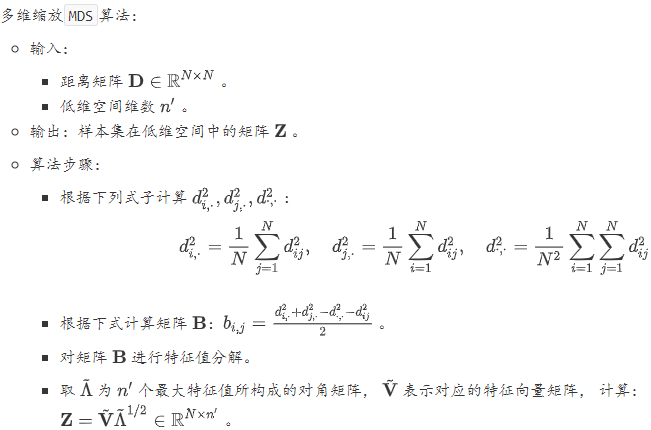 多维缩放 MDS 算法：
输入：
距离矩阵 $\mathbf{D} \in \mathbb{R}^{N \times N}$ 。
低维空间维数 $n'$ 。
输出：样本集在低维空间中的矩阵 $\mathbf{Z}$ 。
算法步骤：
根据下列式子计算 $d_{i,\cdot}^2, d_{j,\cdot}^2, d_{\cdot,\cdot}^2$ ：
$d_{i,\cdot}^2 = \frac{1}{N} \sum_{j=1}^{N} d_{ij}^2, \quad d_{j,\cdot}^2 = \frac{1}{N} \sum_{i=1}^{N} d_{ij}^2, \quad d_{\cdot,\cdot}^2 = \frac{1}{N^2} \sum_{i=1}^{N} \sum_{j=1}^{N} d_{ij}^2$
根据下式计算矩阵 $\mathbf{B}$：$b_{i,j} = \frac{d_{i,\cdot}^2 + d_{j,\cdot}^2 - d_{\cdot,\cdot}^2 - d_{ij}^2}{2}$ 。
对矩阵 $\mathbf{B}$ 进行特征值分解。
取 $\tilde{\Lambda}$ 为 $n'$ 个最大特征值所构成的对角矩阵， $\tilde{\mathbf{V}}$ 表示对应的特征向量矩阵， 计算：
$\mathbf{Z} = \tilde{\mathbf{V}} \tilde{\Lambda}^{1/2} \in \mathbb{R}^{N \times n'}$ 。